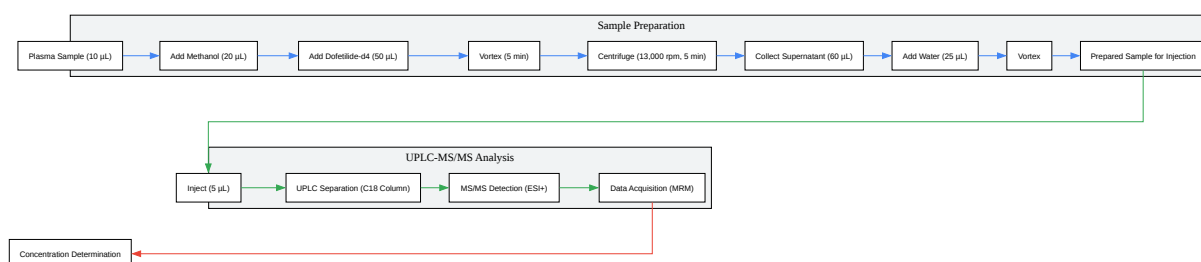 Sample Preparation
Plasma Sample (10 µL)
Add Methanol (20 µL)
Add Dofetilide-d4 (50 µL)
Vortex (5 min)
Centrifuge (13,000 rpm, 5 min)
Collect Supernatant (60 µL)
Add Water (25 µL)
Vortex
Prepared Sample for Injection
UPLC-MS/MS Analysis
Inject (5 µL)
UPLC Separation (C18 Column)
MS/MS Detection (ESI+)
Data Acquisition (MRM)
Concentration Determination